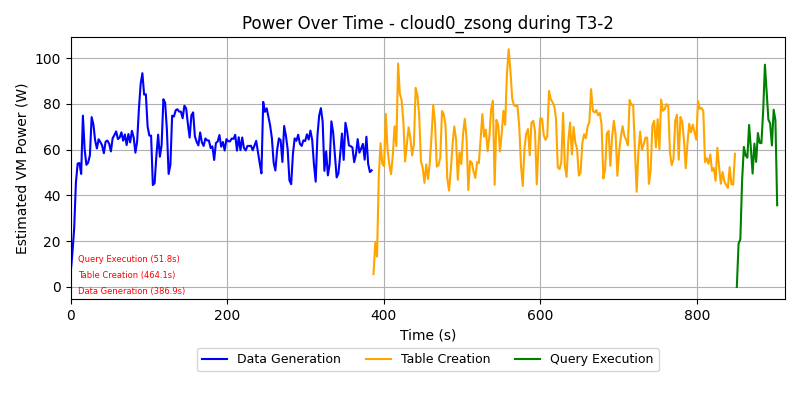 Power Over Time - cloud0_zsong during T3-2
Estimated VM Power (W)
100
80
60
40
20
0
Query Execution (51.8s)
Table Creation (464.1s)
Data Generation (386.9s)
0 200 400 600 800
Time (s)
Data Generation Table Creation Query Execution